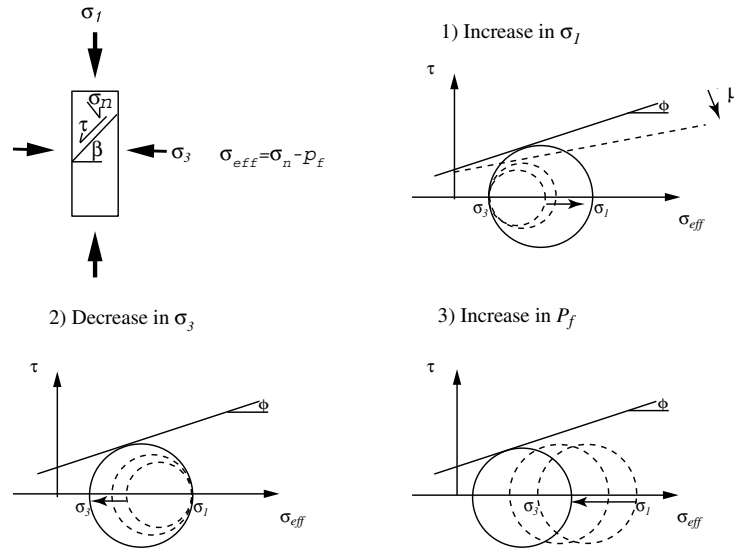 σ1
σn
τ
β
σ3
σeff=σn-pf
1) Increase in σ1
τ
ϕ
μ
σ3
σ1
σeff
2) Decrease in σ3
τ
ϕ
σ3
σ1
σeff
3) Increase in Pf
τ
ϕ
σ3
σ1
σeff